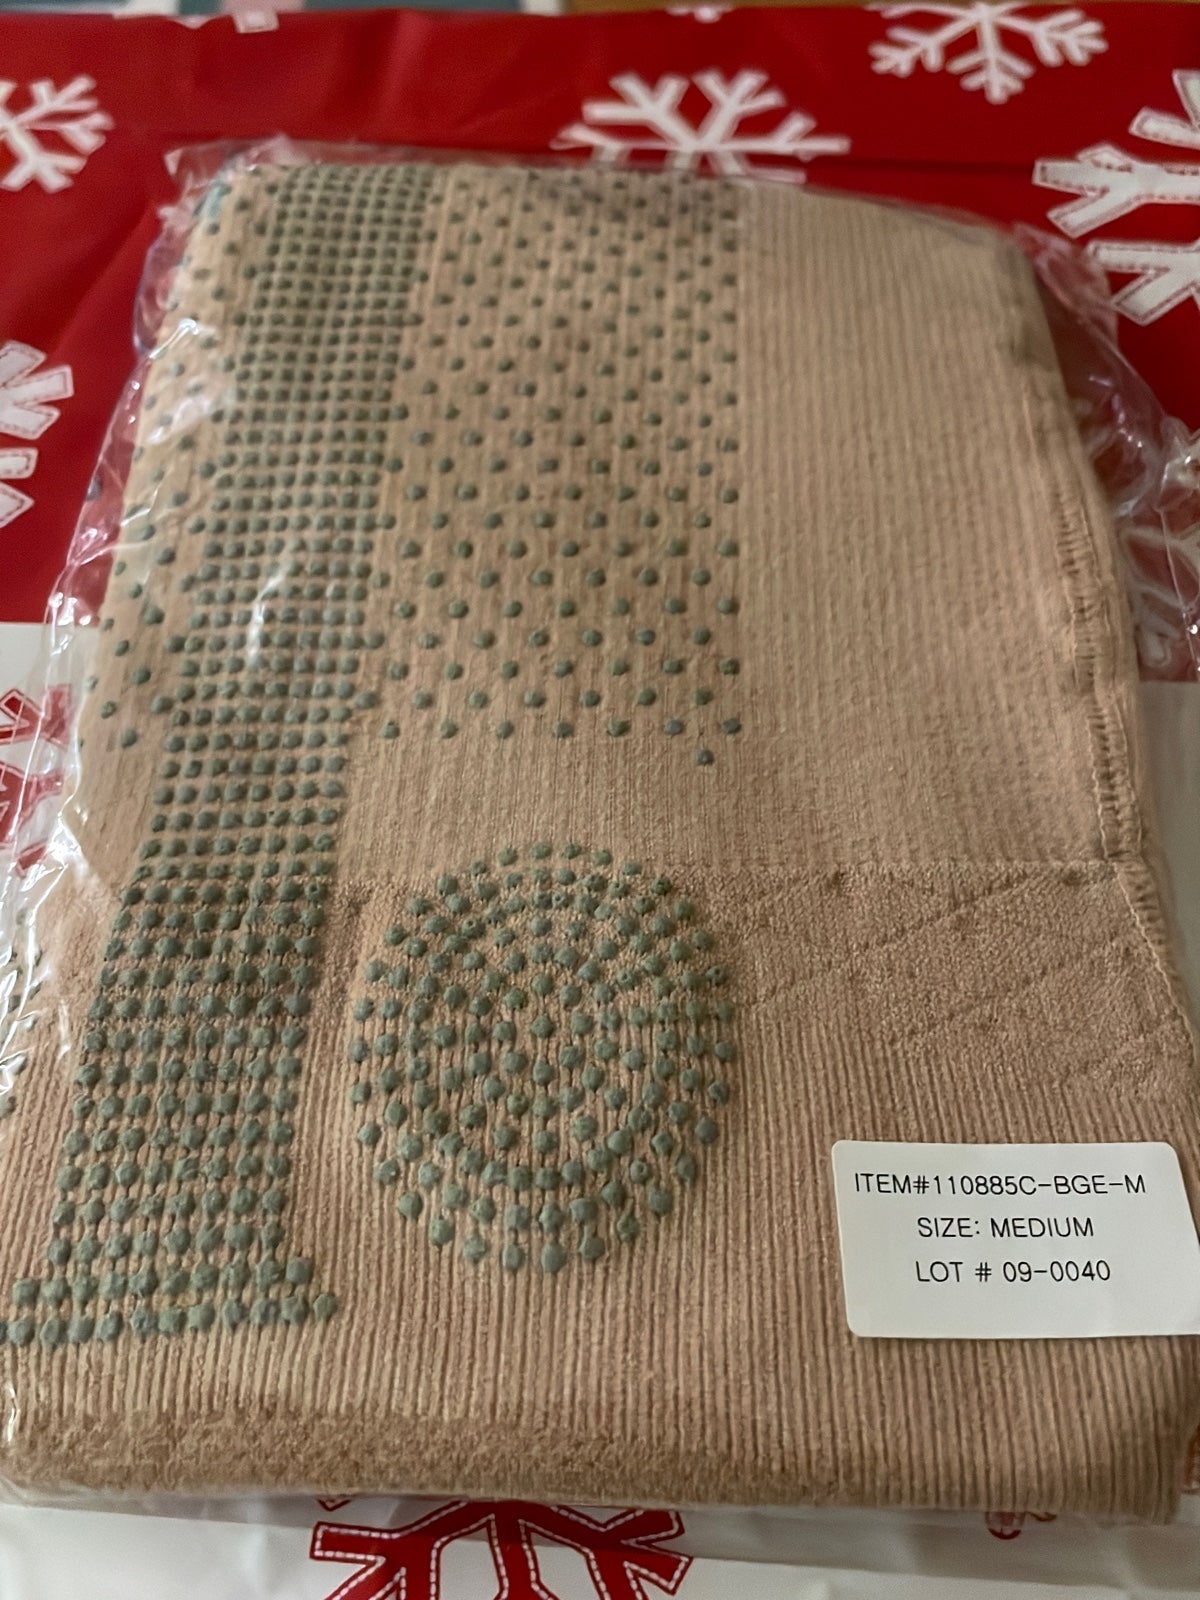 ITEM#110885C-BGE-M
SIZE: MEDIUM
LOT # 09-0040